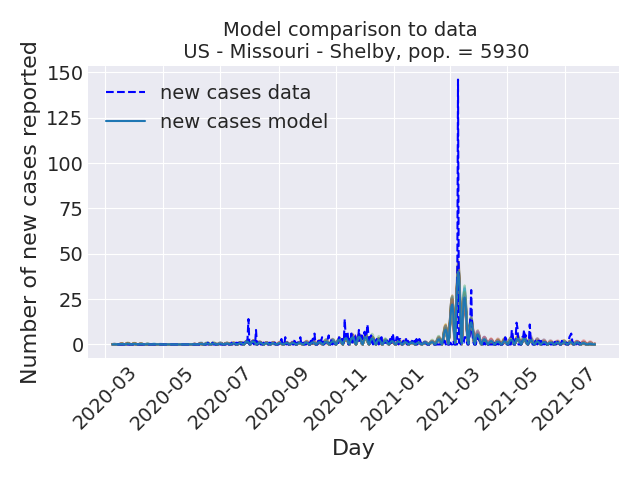 Model comparison to data
US - Missouri - Shelby, pop. = 5930
Number of new cases reported
150
125
100
75
50
25
0
new cases data
new cases model
2020-03
2020-05
2020-07
2020-09
2020-11
2021-01
2021-03
2021-05
2021-07
Day